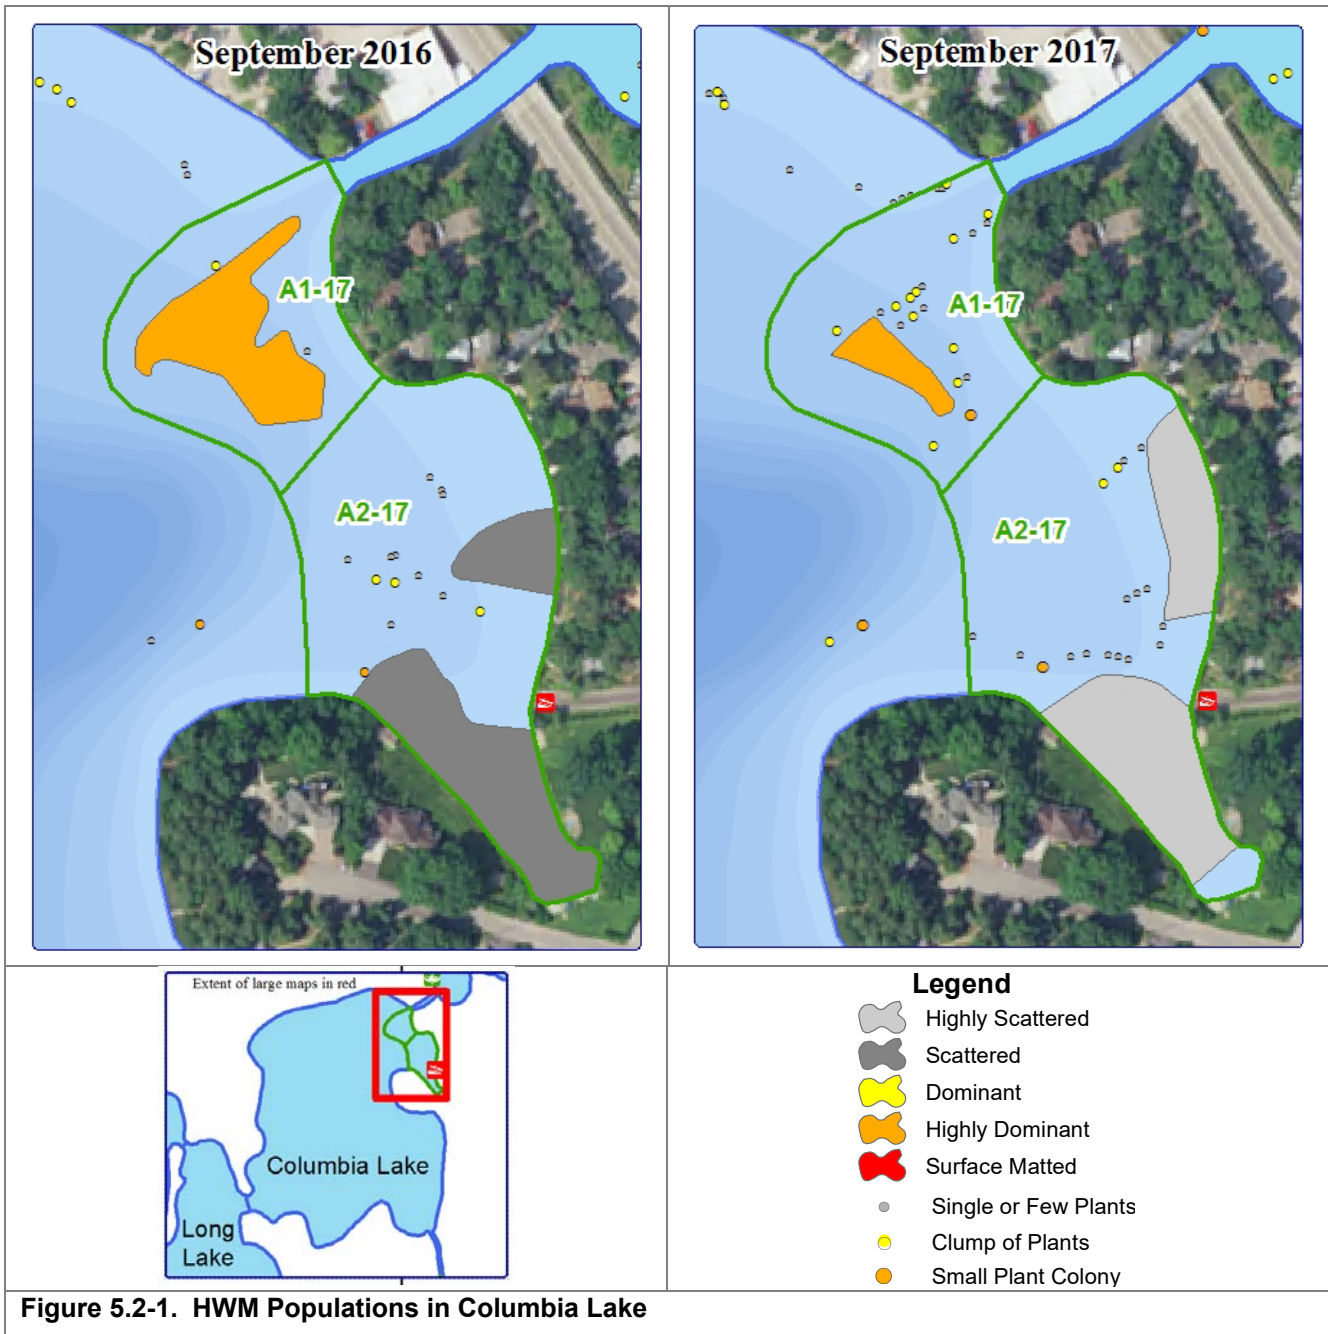 September 2016
A1-17
A2-17
September 2017
A1-17
A2-17
Extent of large maps in red
Columbia Lake
Long
Lake
Legend
Highly Scattered
Scattered
Dominant
Highly Dominant
Surface Matted
Single or Few Plants
Clump of Plants
Small Plant Colony
Figure 5.2-1. HWM Populations in Columbia Lake